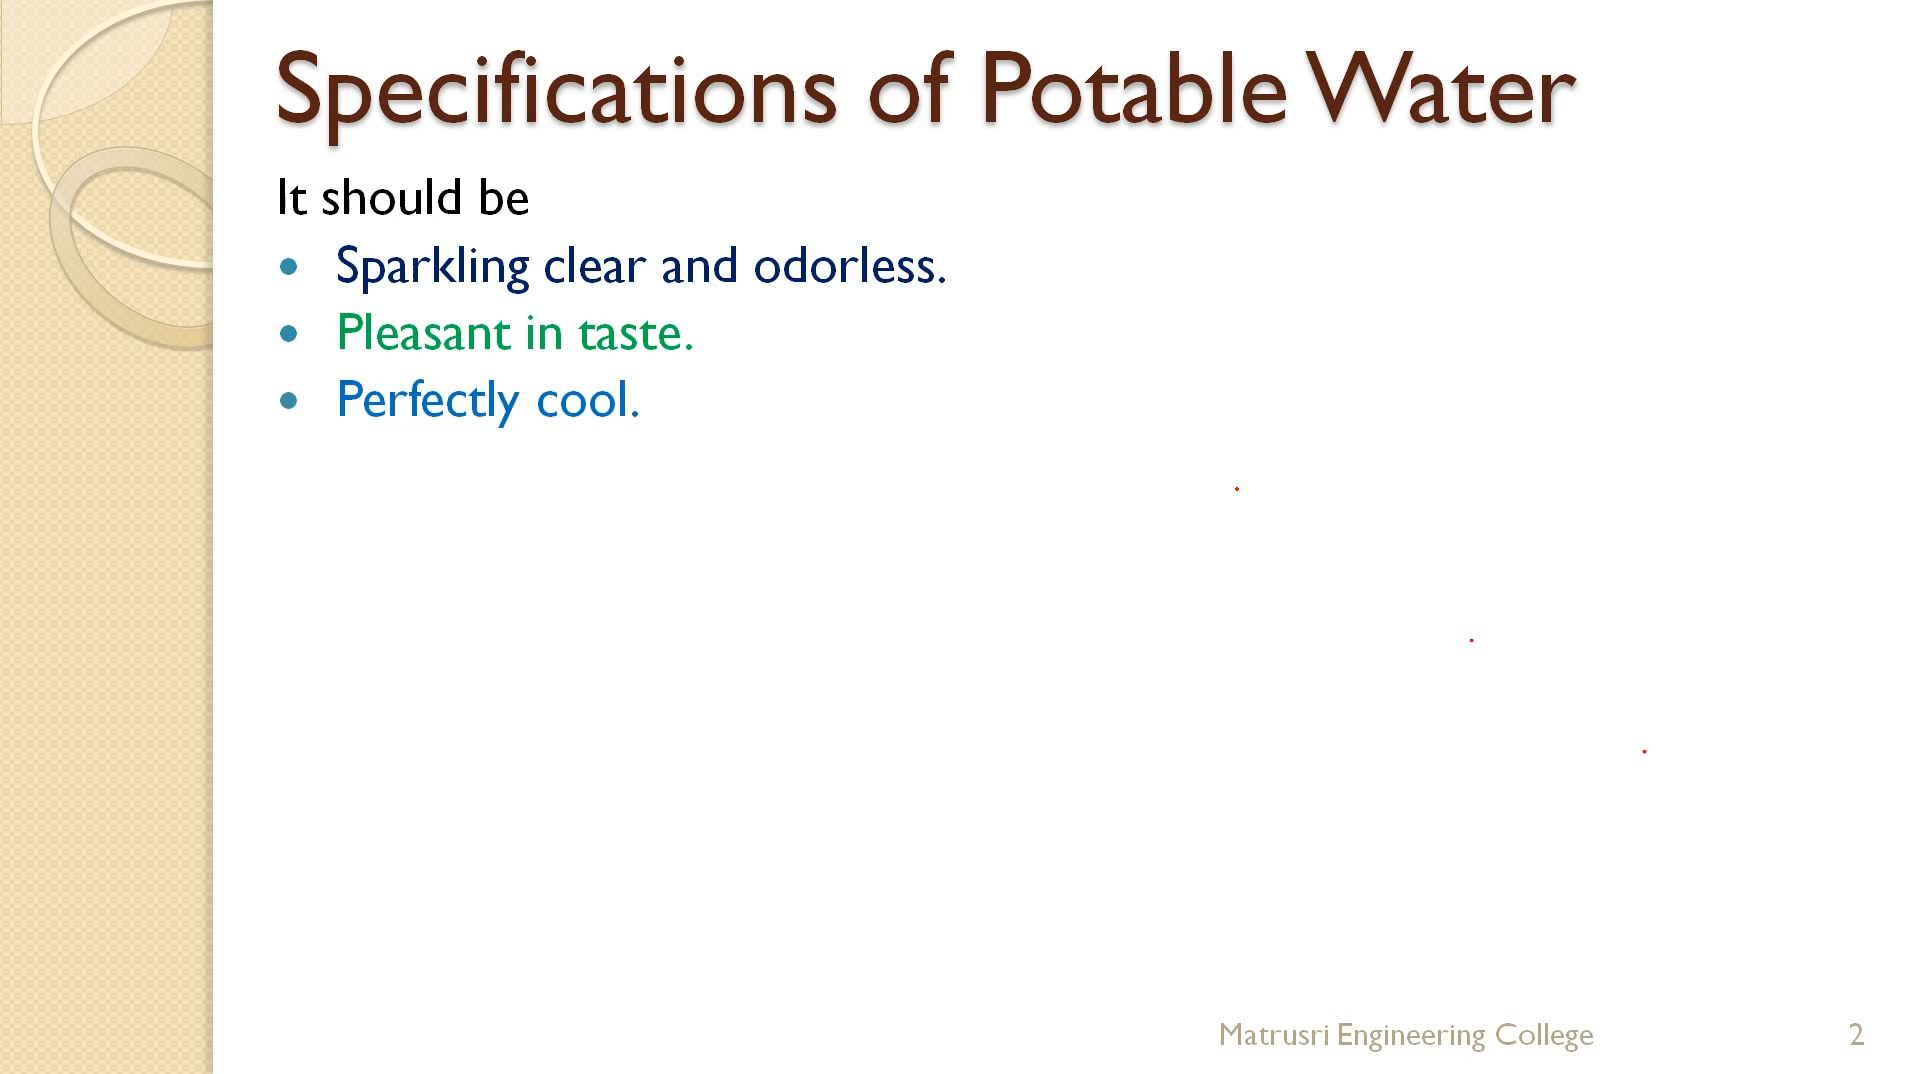 Specifications of Potable Water
It should be
• Sparkling clear and odorless.
• Pleasant in taste.
• Perfectly cool.
Matrusri Engineering College 2